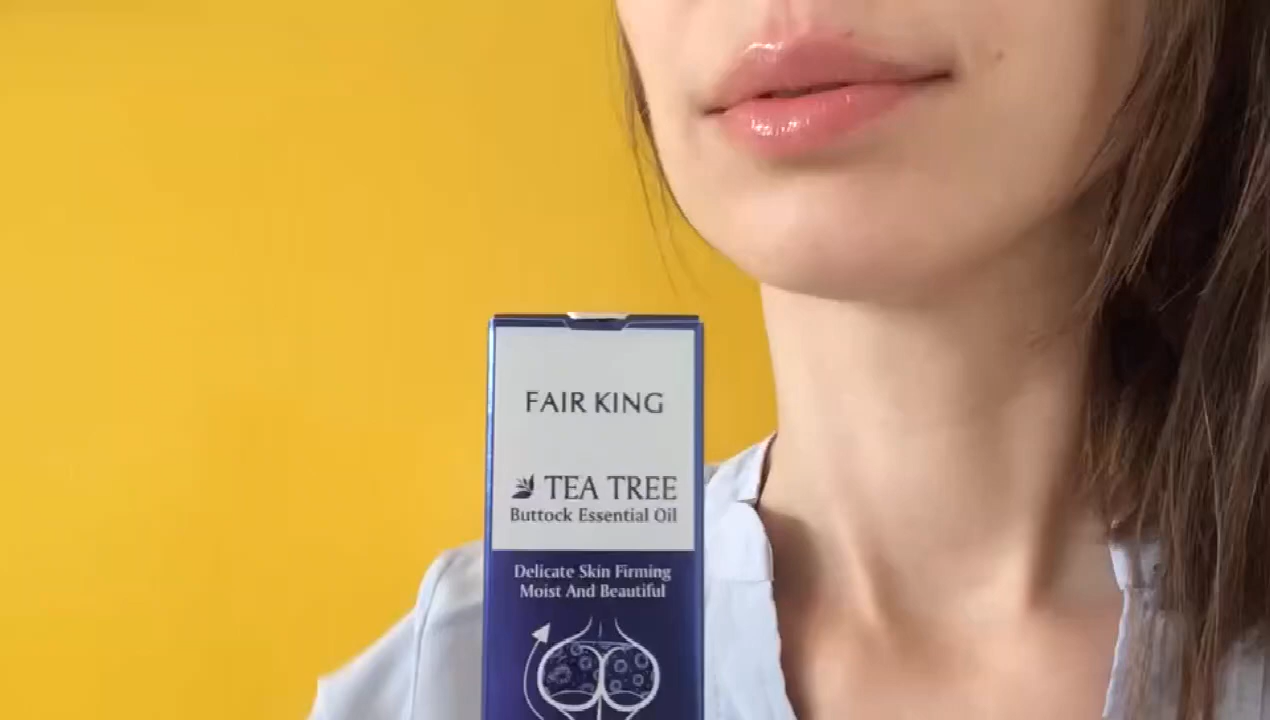 FAIR KING
TEA TREE
Buttock Essential Oil
Delicate Skin Firming
Moist And Beautiful